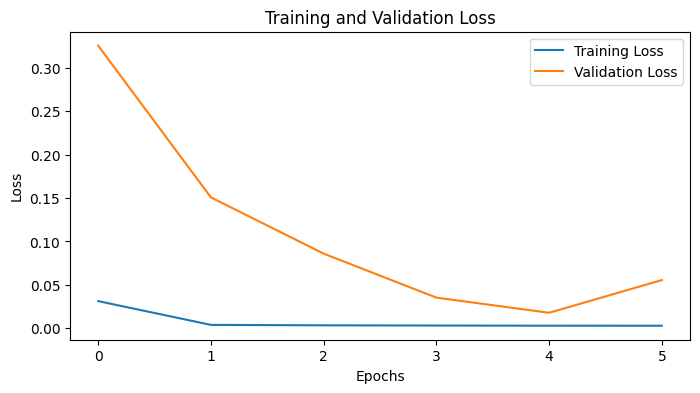 Training and Validation Loss
Training Loss
Validation Loss
0.30
0.25
0.20
0.15
0.10
0.05
0.00
Loss
0 1 2 3 4 5
Epochs